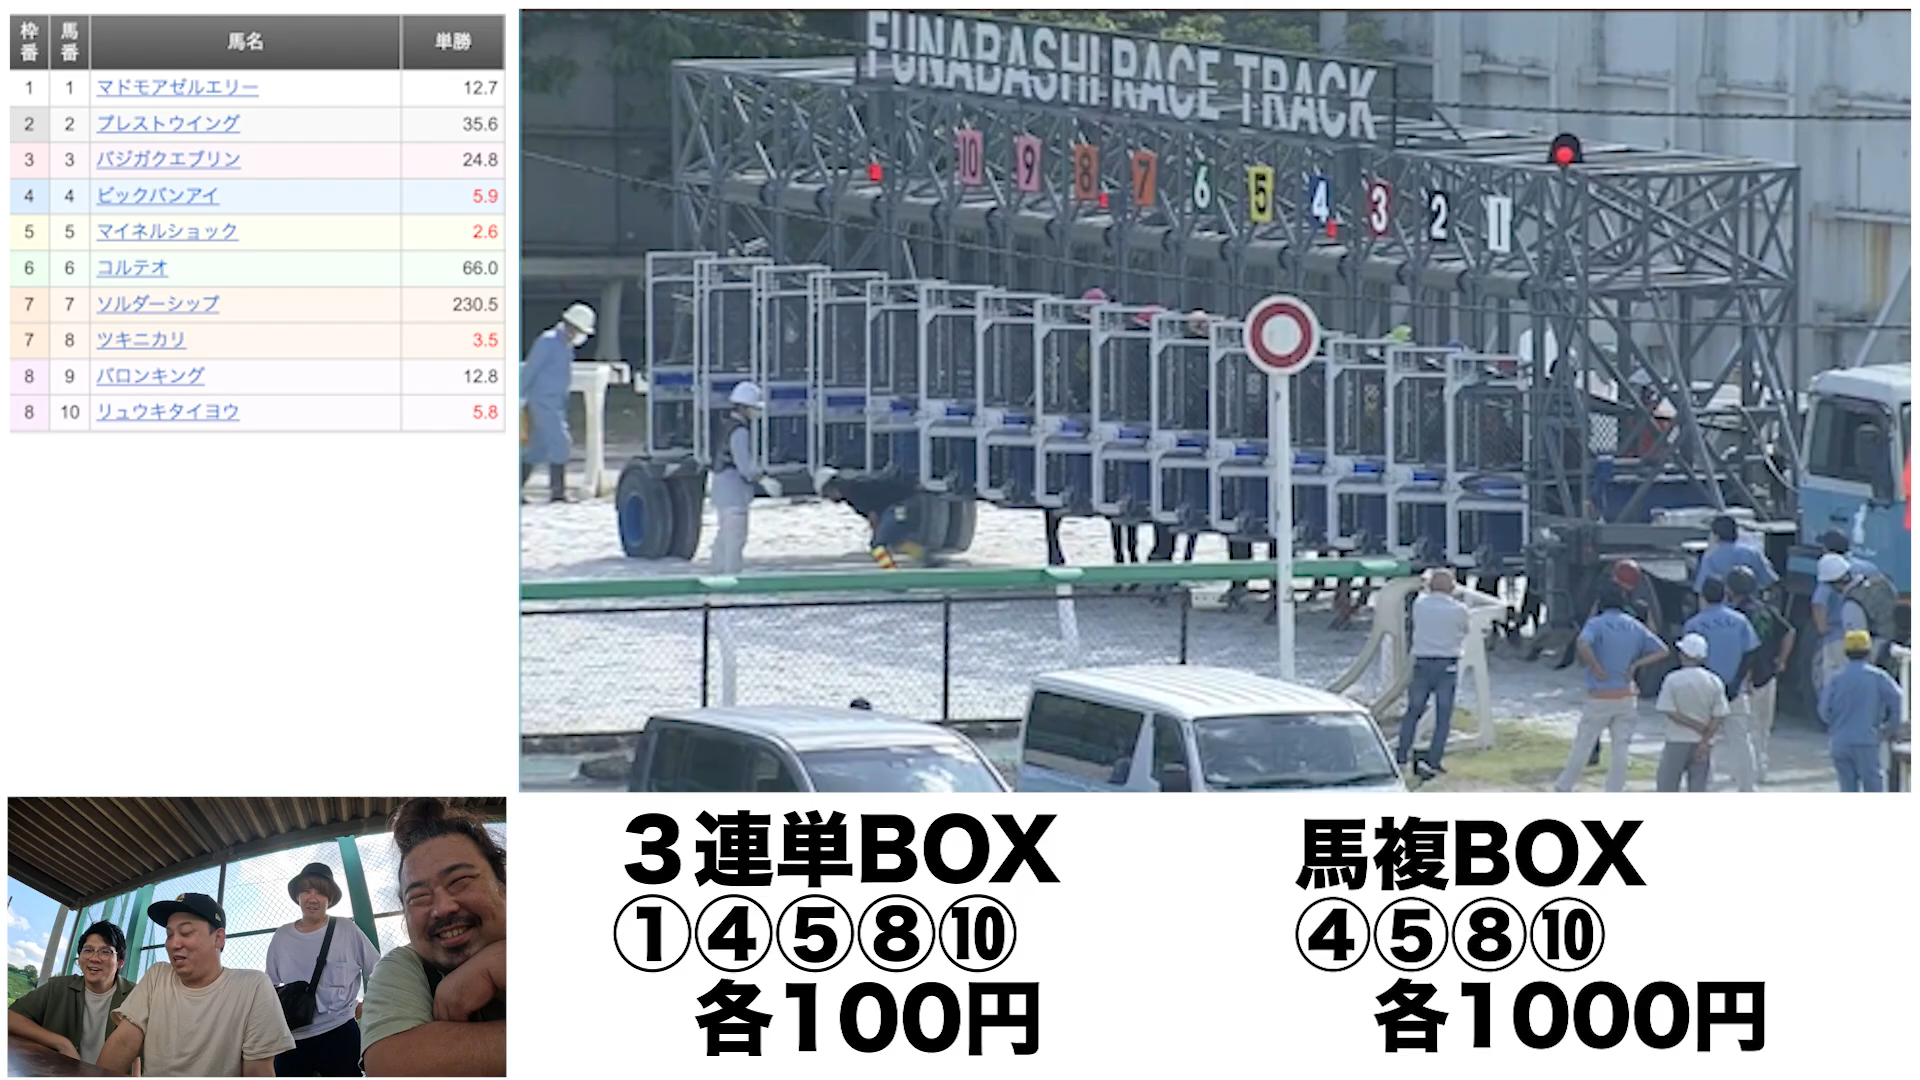 枠番 馬番 馬名 単勝
1 1 マドモアゼルエリー 12.7
2 2 プレストウイング 35.6
3 3 バジガクエブリン 24.8
4 4 ビックバンアイ 5.9
5 5 マイネルショック 2.6
6 6 コルテオ 66.0
7 7 ソルダーシップ 230.5
7 8 ツキニカリ 3.5
8 9 バロンキング 12.8
8 10 リュウキタイヨウ 5.8
FUNABASHI RACE TRACK
10 9 8 7 6 5 4 3 2 1
３連単BOX
①④⑤⑧⑩
各100円
馬複BOX
④⑤⑧⑩
各1000円